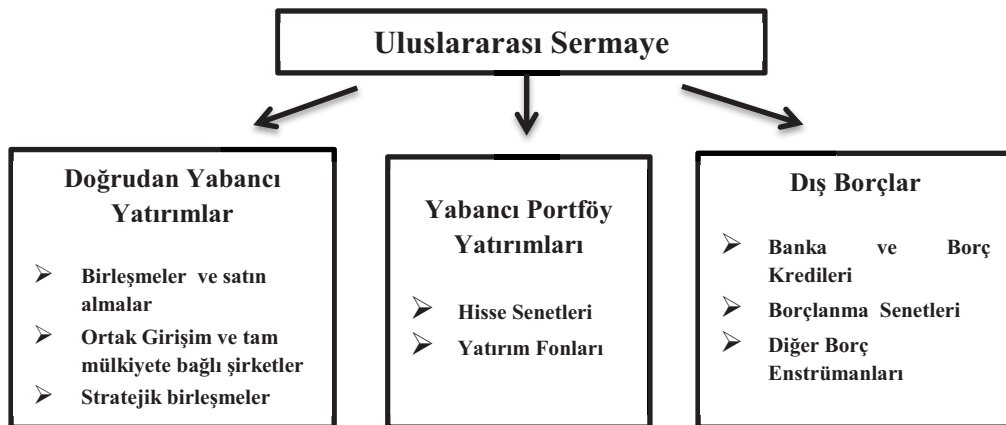 Uluslararası Sermaye
Doğrudan Yabancı
Yatırımlar
➢ Birleşmeler ve satın
almalar
➢ Ortak Girişim ve tam
mülkiyete bağlı şirketler
➢ Stratejik birleşmeler
Yabancı Portföy
Yatırımları
➢ Hisse Senetleri
➢ Yatırım Fonları
Dış Borçlar
➢ Banka ve Borç
Kredileri
➢ Borçlanma Senetleri
➢ Diğer Borç
Enstrümanları